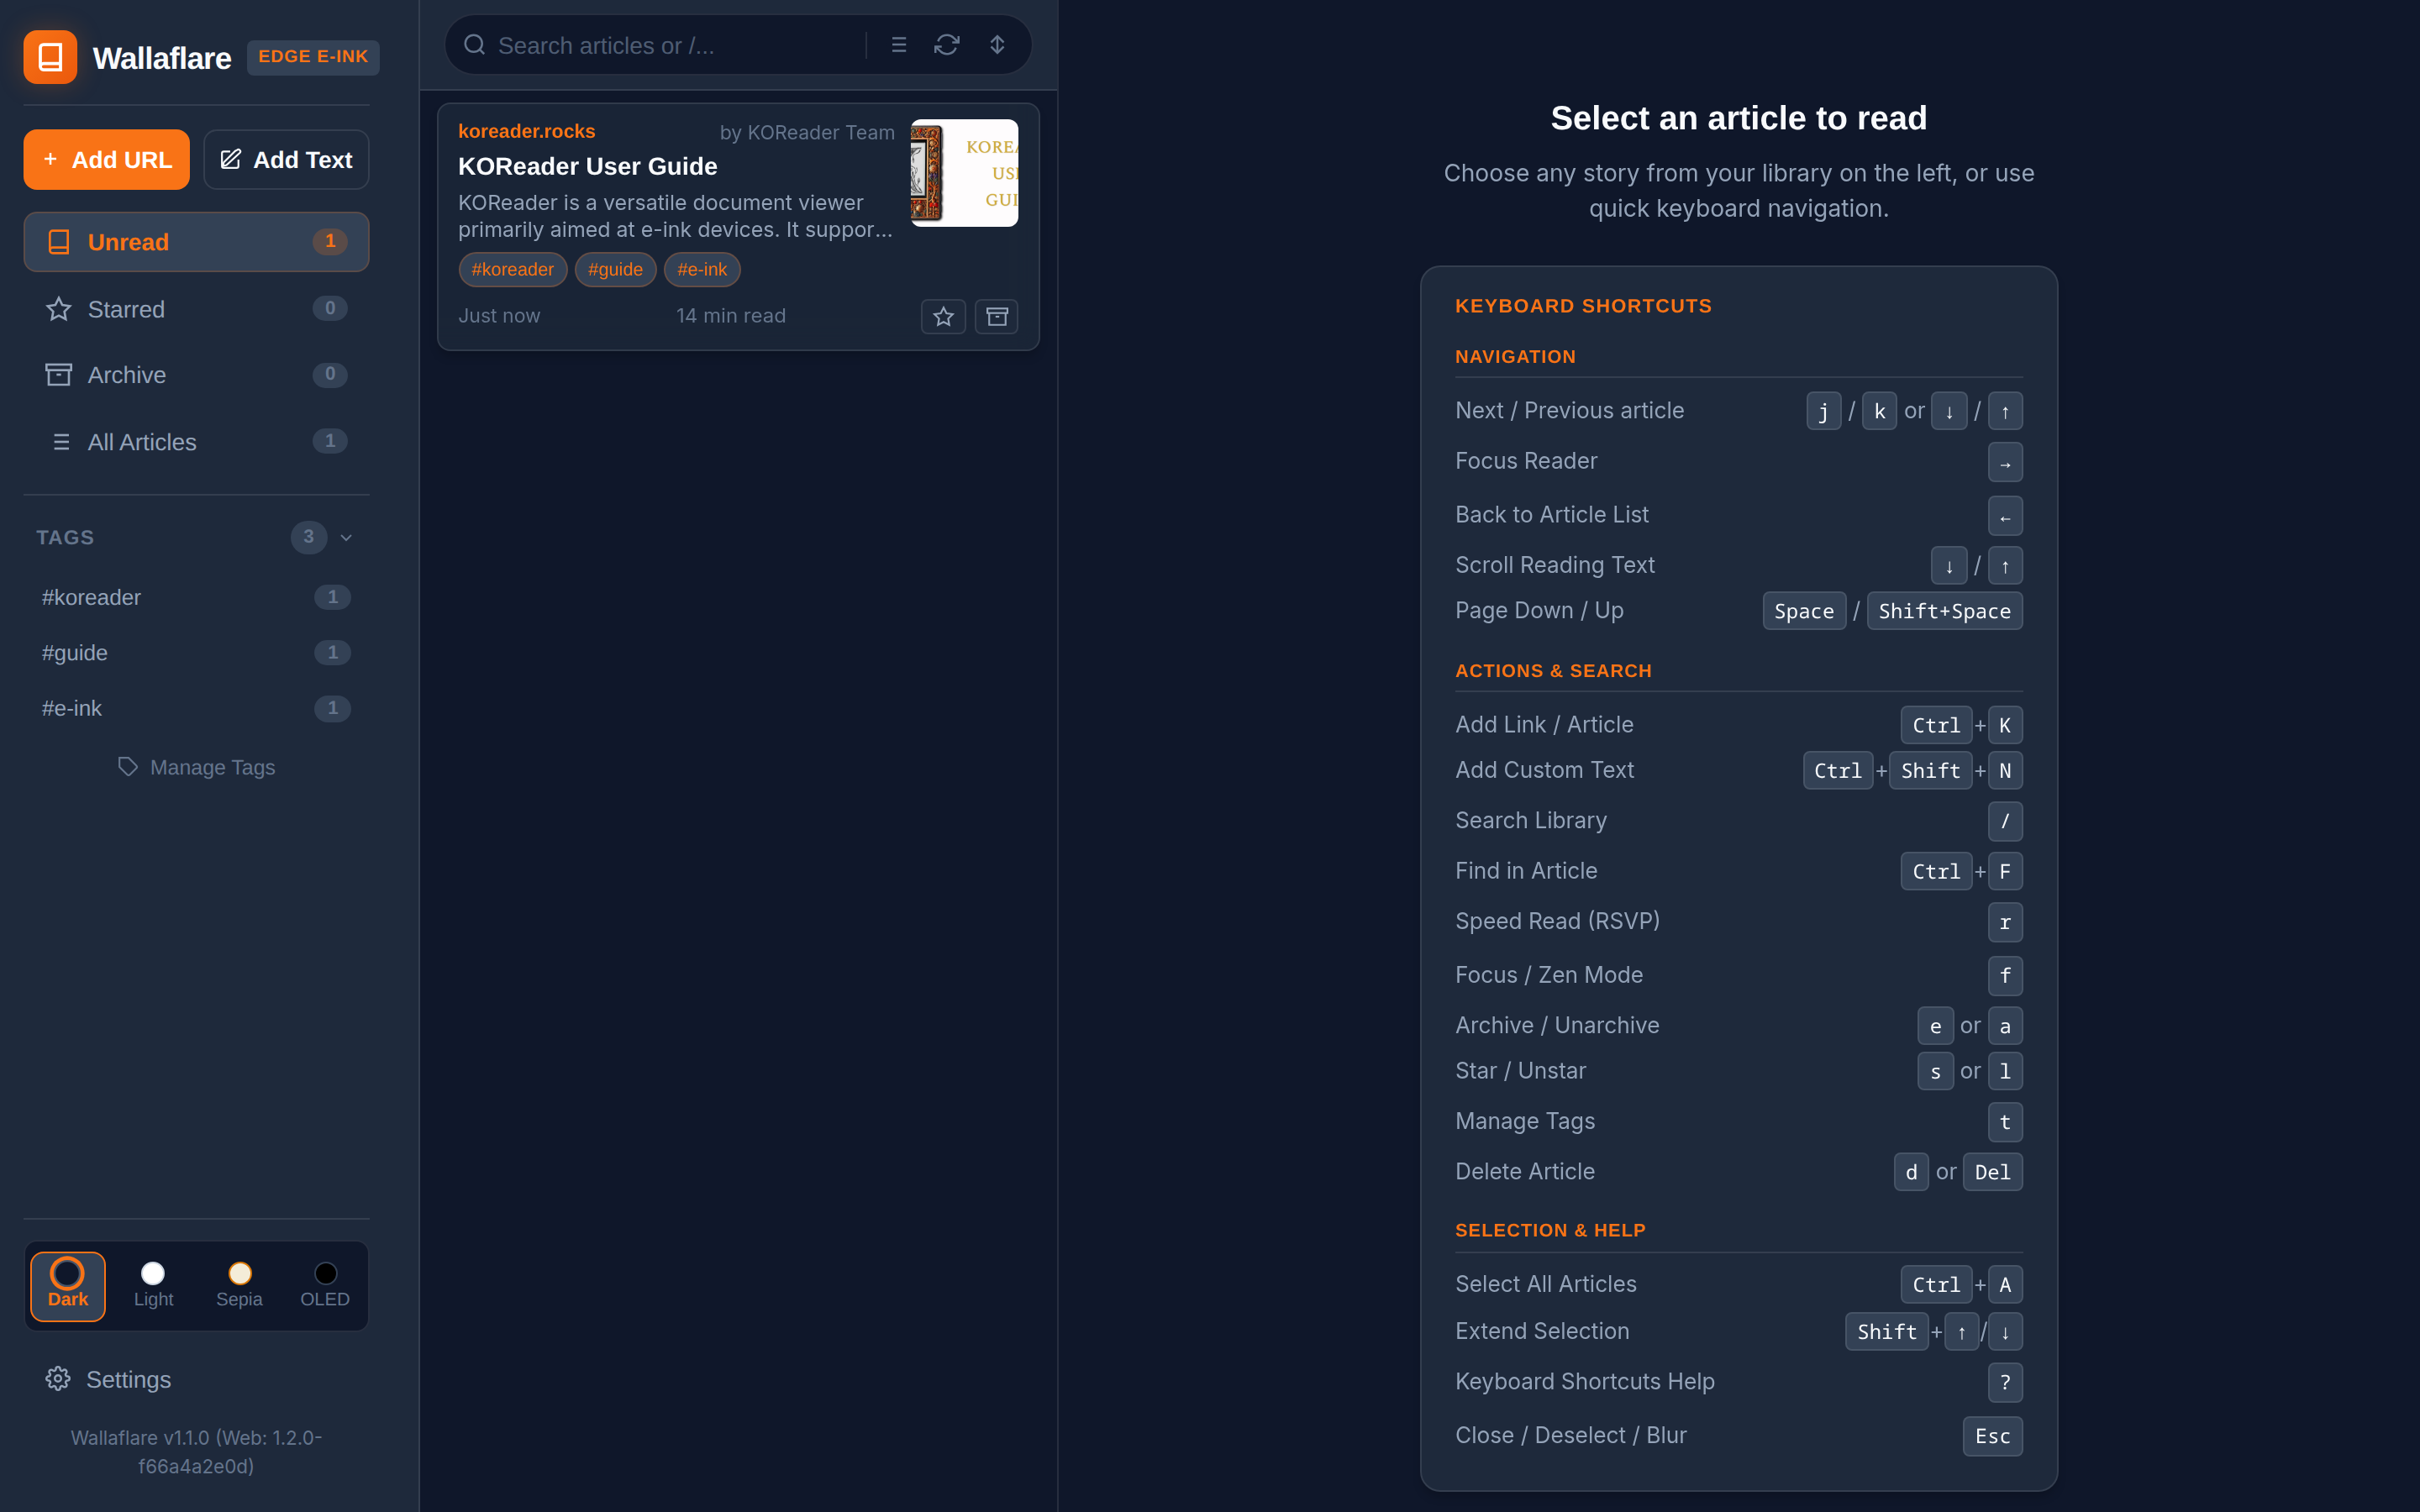 Wallaflare EDGE E-INK
+ Add URL Add Text
Unread 1
Starred 0
Archive 0
All Articles 1
TAGS 3
#koreader 1
#guide 1
#e-ink 1
Manage Tags
Dark Light Sepia OLED
Settings
Wallaflare v1.1.0 (Web: 1.2.0-
f66a4a2e0d)
Search articles or /...
koreader.rocks by KOReader Team
KOReader User Guide
KOReader is a versatile document viewer
primarily aimed at e-ink devices. It suppor...
#koreader #guide #e-ink
Just now 14 min read
Select an article to read
Choose any story from your library on the left, or use
quick keyboard navigation.
KEYBOARD SHORTCUTS
NAVIGATION
Next / Previous article j / k or ↓ / ↑
Focus Reader →
Back to Article List ←
Scroll Reading Text ↓ / ↑
Page Down / Up Space / Shift+Space
ACTIONS & SEARCH
Add Link / Article Ctrl+K
Add Custom Text Ctrl+Shift+N
Search Library /
Find in Article Ctrl+F
Speed Read (RSVP) r
Focus / Zen Mode f
Archive / Unarchive e or a
Star / Unstar s or l
Manage Tags t
Delete Article d or Del
SELECTION & HELP
Select All Articles Ctrl+A
Extend Selection Shift+↑/↓
Keyboard Shortcuts Help ?
Close / Deselect / Blur Esc